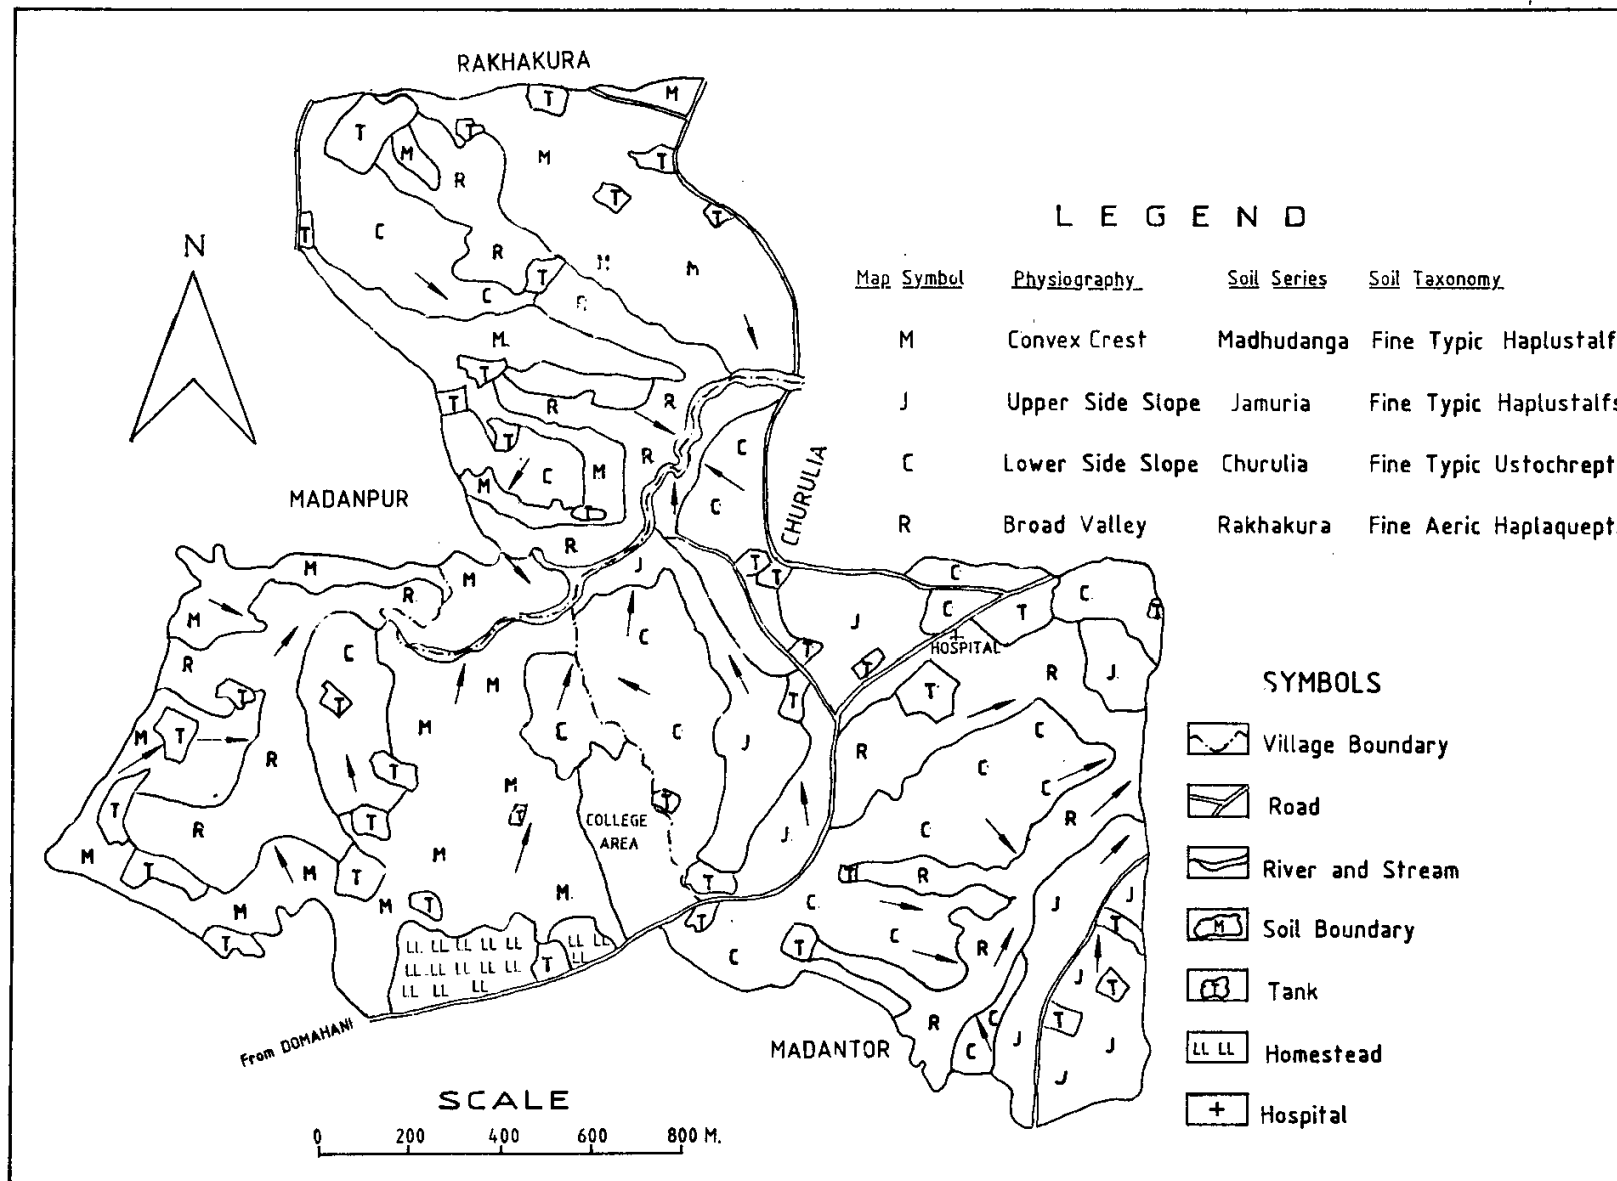 RAKHAKURA
N
LEGEND
Map Symbol Physiography Soil Series Soil Taxonomy
M Convex Crest Madhudanga Fine Typic Haplustalf
J Upper Side Slope Jamuria Fine Typic Haplustalfs
C Lower Side Slope Churulia Fine Typic Ustochrept
R Broad Valley Rakhakura Fine Aeric Haplaquept
CHURULIA
MADANPUR
HOSPITAL
COLLEGE
AREA
SYMBOLS
Village Boundary
Road
River and Stream
M Soil Boundary
T Tank
LL LL Homestead
+ Hospital
From DOMAHANI
MADANTOR
SCALE
0 200 400 600 800 M.